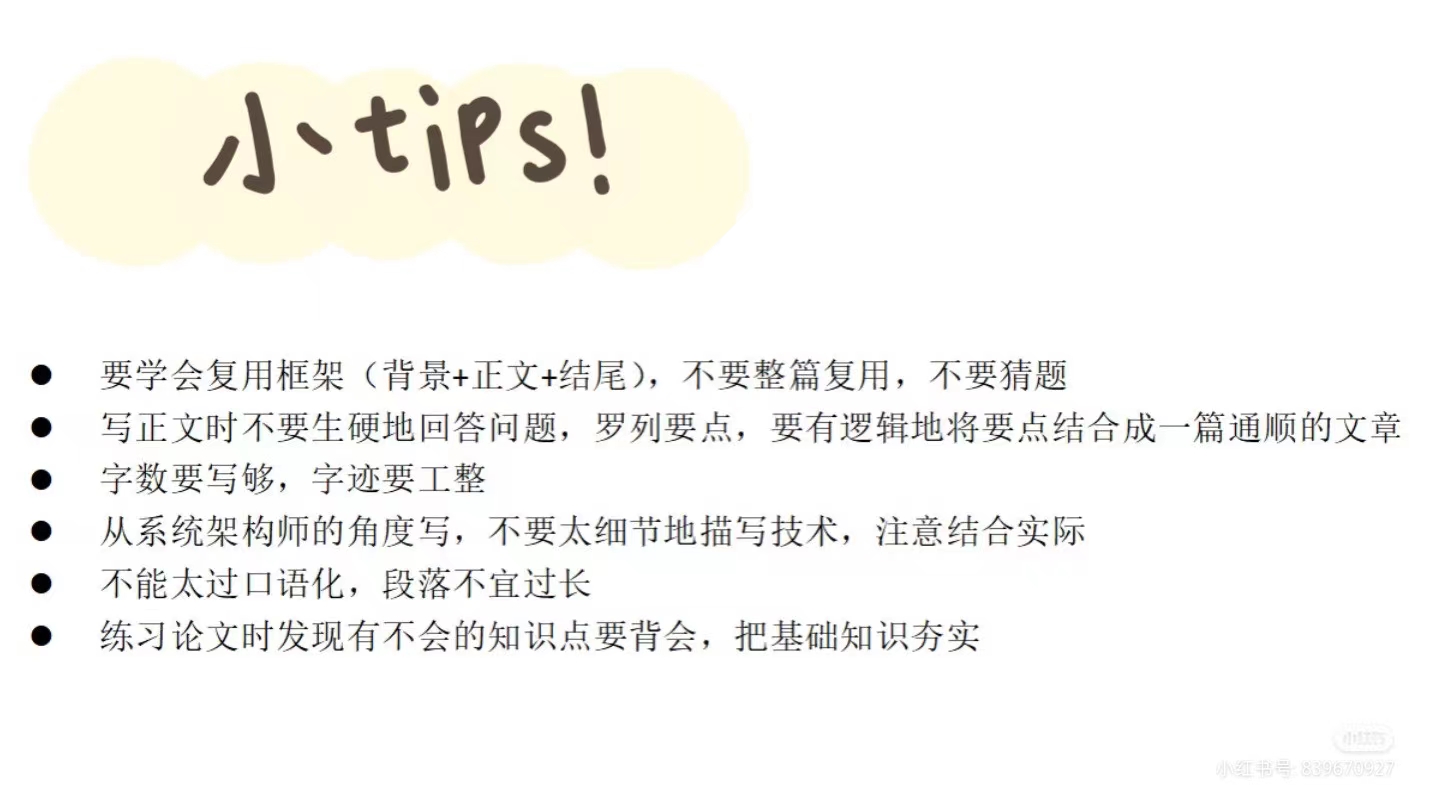 小tips!
● 要学会复用框架（背景+正文+结尾），不要整篇复用，不要猜题
● 写正文时不要生硬地回答问题，罗列要点，要有逻辑地将要点结合成一篇通顺的文章
● 字数要写够，字迹要工整
● 从系统架构师的角度写，不要太细节地描写技术，注意结合实际
● 不能太过口语化，段落不宜过长
● 练习论文时发现有不会的知识点要背会，把基础知识夯实
小红书
小红书号: 839670927